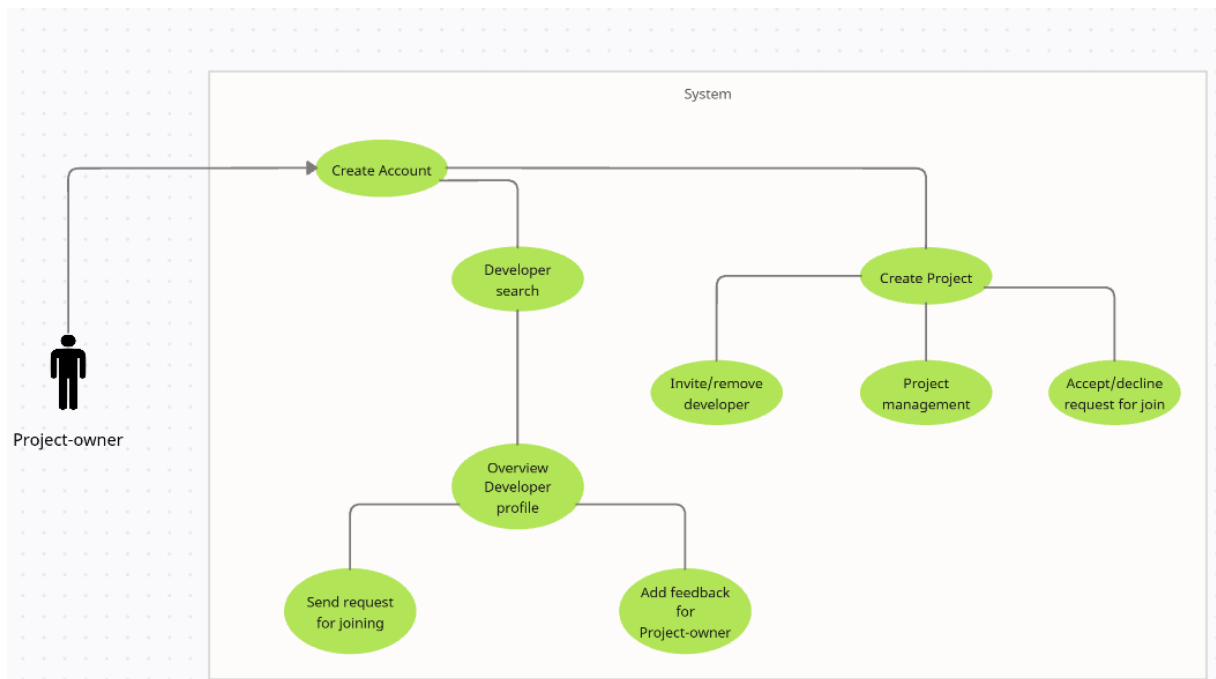 System
Create Account
Developer
search
Create Project
Invite/remove
developer
Project
management
Accept/decline
request for join
Project-owner
Overview
Developer
profile
Send request
for joining
Add feedback
for
Project-owner